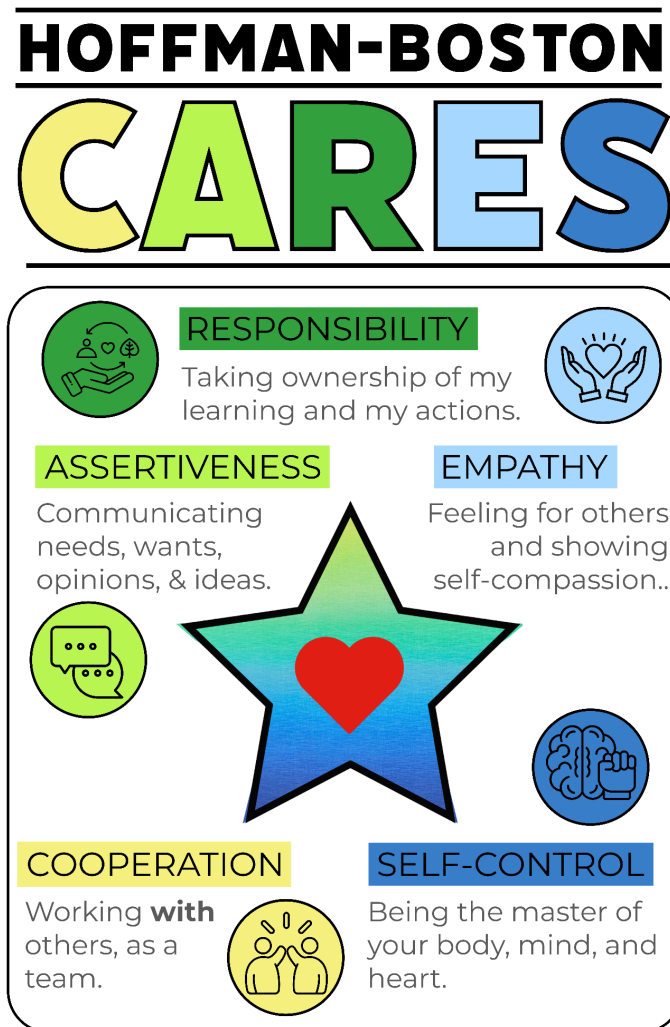 HOFFMAN-BOSTON
CARES
RESPONSIBILITY
Taking ownership of my
learning and my actions.
ASSERTIVENESS
Communicating
needs, wants,
opinions, & ideas.
EMPATHY
Feeling for others
and showing
self-compassion..
COOPERATION
Working with
others, as a
team.
SELF-CONTROL
Being the master of
your body, mind, and
heart.